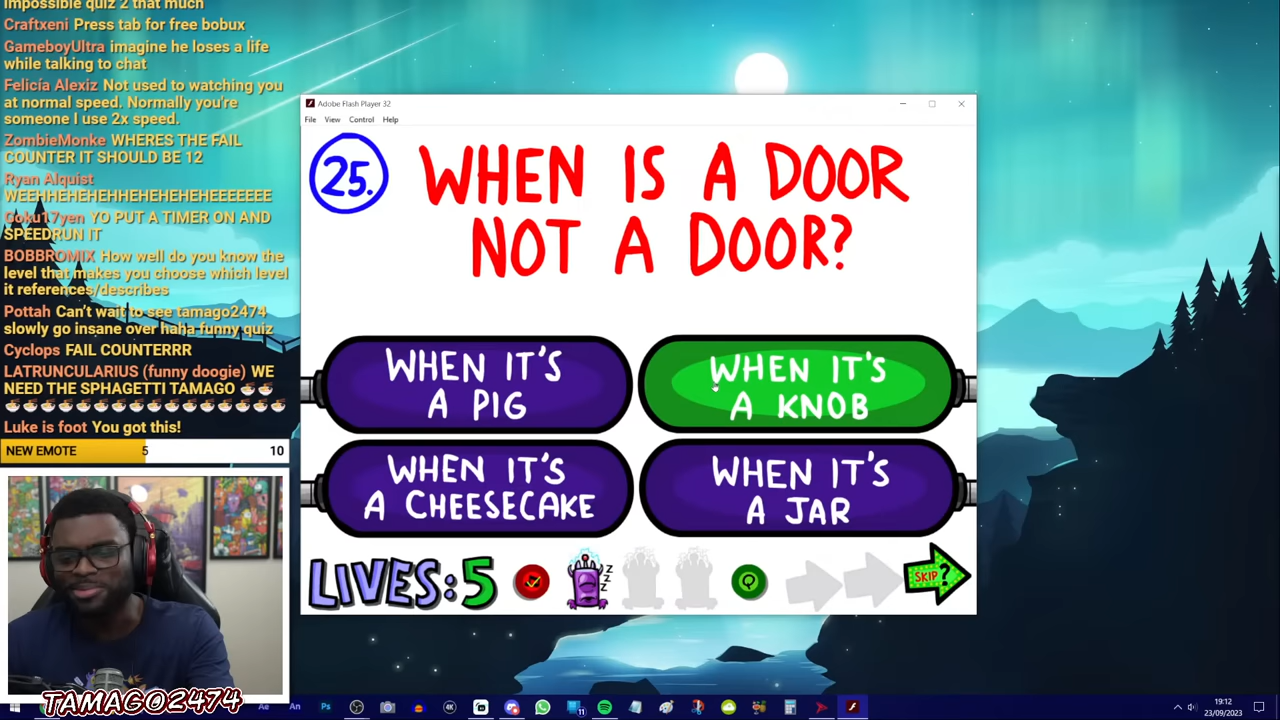 impossible quiz 2 that much
Craftxeni Press tab for free bobux
GameboyUltra imagine he loses a life
while talking to chat
Felicía Alexiz Not used to watching you
at normal speed. Normally you're
someone I use 2x speed.
ZombieMonke WHERES THE FAIL
COUNTER IT SHOULD BE 12
Ryan Alquist
WEEHHEHEHEHHEHEHEHEHEEEEEEE
Goku17yen YO PUT A TIMER ON AND
SPEEDRUN IT
BOBBROMIX How well do you know the
level that makes you choose which level
it references/describes
Pottah Can't wait to see tamago2474
slowly go insane over haha funny quiz
Cyclops FAIL COUNTERRR
LATRUNCULARIUS (funny doogie) WE
NEED THE SPHAGETTI TAMAGO
Luke is foot You got this!
NEW EMOTE 5 10
TAMAGO2474
Adobe Flash Player 32
File View Control Help
25.
WHEN IS A DOOR
NOT A DOOR?
WHEN IT'S
A PIG
WHEN IT'S
A KNOB
WHEN IT'S
A CHEESECAKE
WHEN IT'S
A JAR
LIVES:5
Z
Z
Z
SKIP?
Ae An Ps 4K 11
19:12
23/09/2023